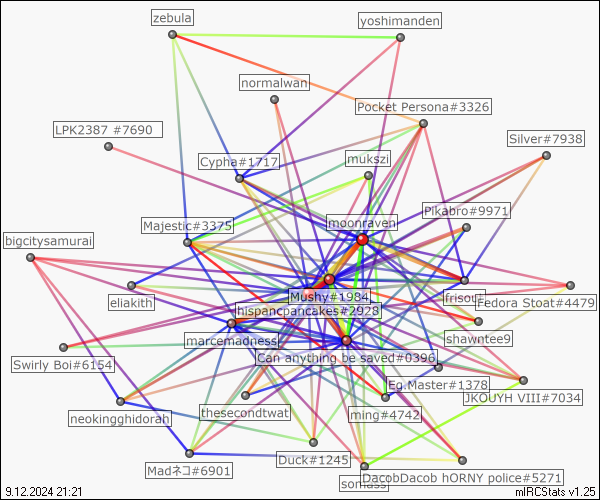 zebula
yoshimanden
normalwan
Pocket Persona#3326
LPK2387 #7690
Silver#7938
Cypha#1717
mukszi
Majestic#3375
moonraven
Pikabro#9971
bigcitysamurai
eliakith
Mushy#1984
frisout
Fedora Stoat#4479
hispancpancakes#2928
marcemadness
shawntee9
Can anything be saved#0396
Swirly Boi#6154
Eg.Master#1378
JKOUYH VIII#7034
neokingghidorah
thesecondtwat
ming#4742
Madネコ#6901
Duck#1245
DacobDacob hORNY police#5271
9.12.2024 21:21
mIRCStats v1.25